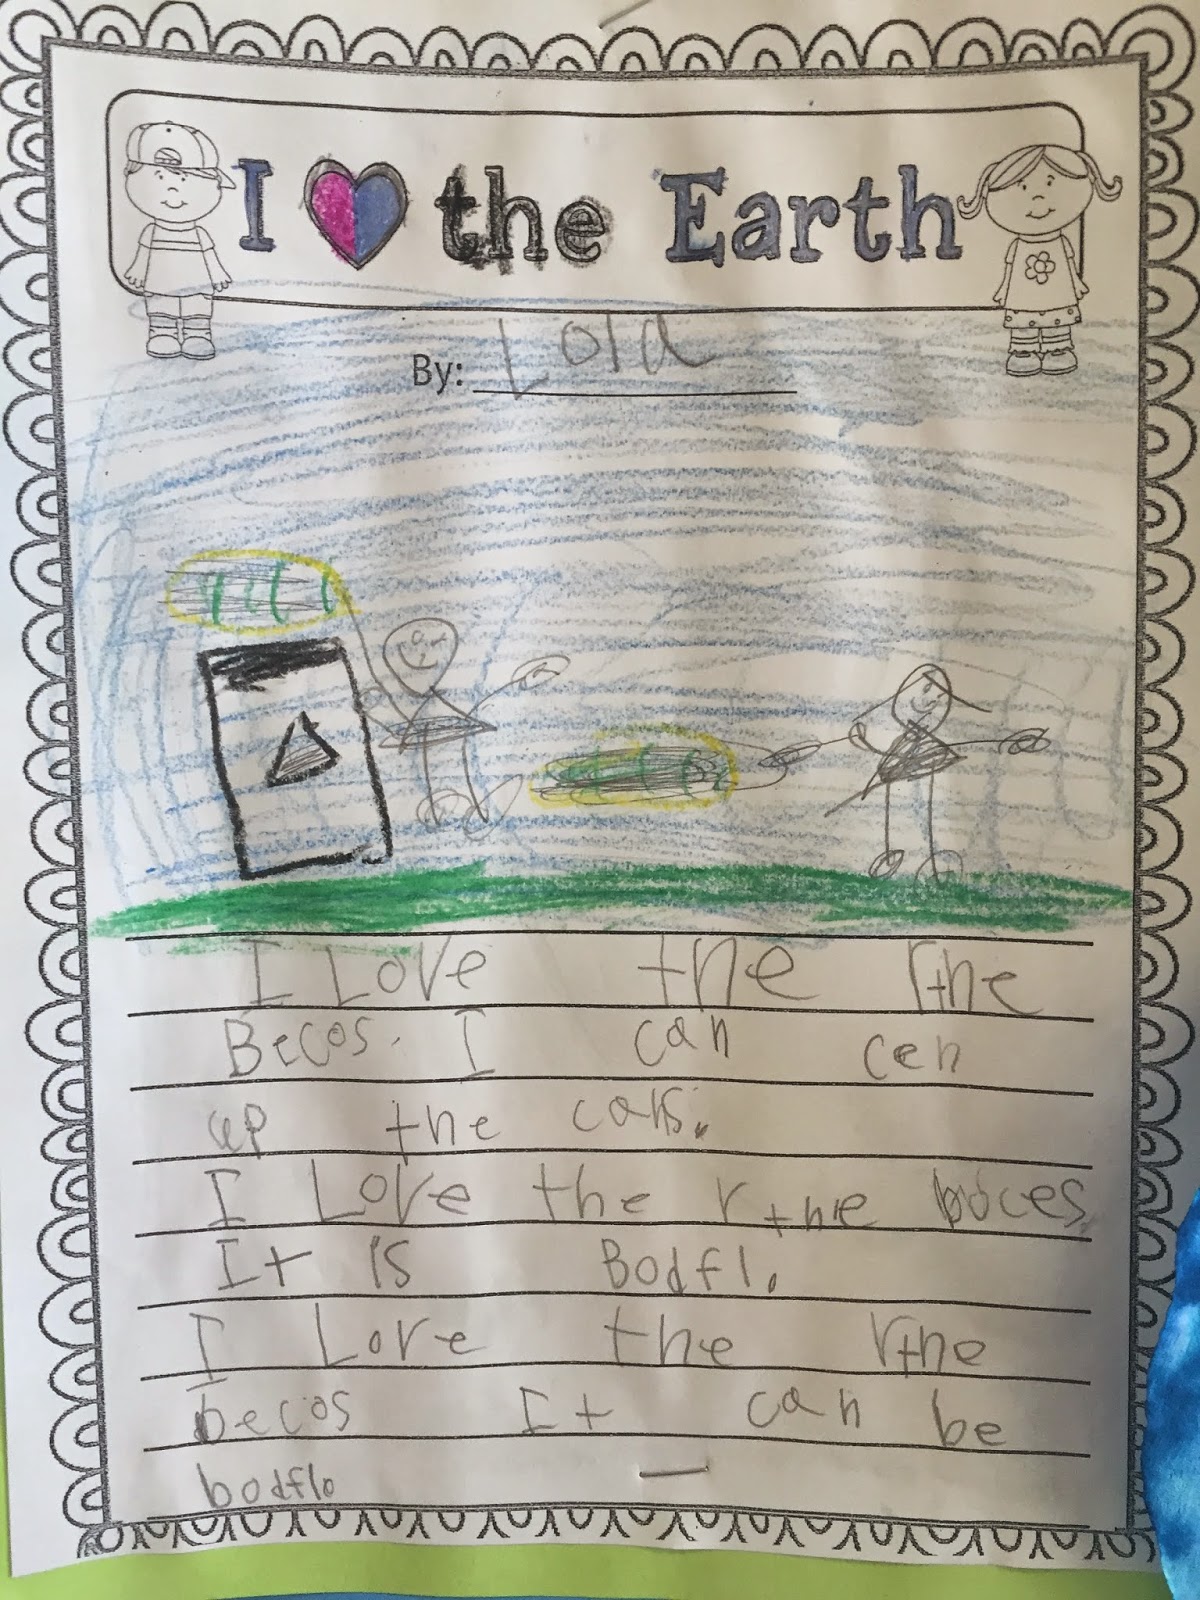 I ♥ the Earth
By: Lola
I Love the rthe
Becos. I can cen
up the cans.
I Love the rthe boces
It is Bodfl.
I Love the rthe
becos It can be
bodflo